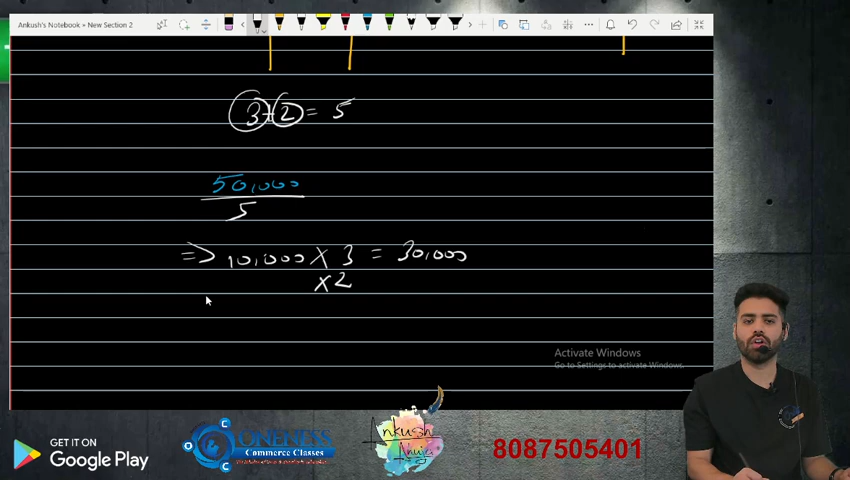 Ankush's Notebook • New Section 2
3+2 = 5
50,000
5
=> 10,000 x 3 = 30,000
x 2
Activate Windows
Go to Settings to activate Windows.
GET IT ON
Google Play
ONENESS
Commerce Classes
Ankush
8087505401